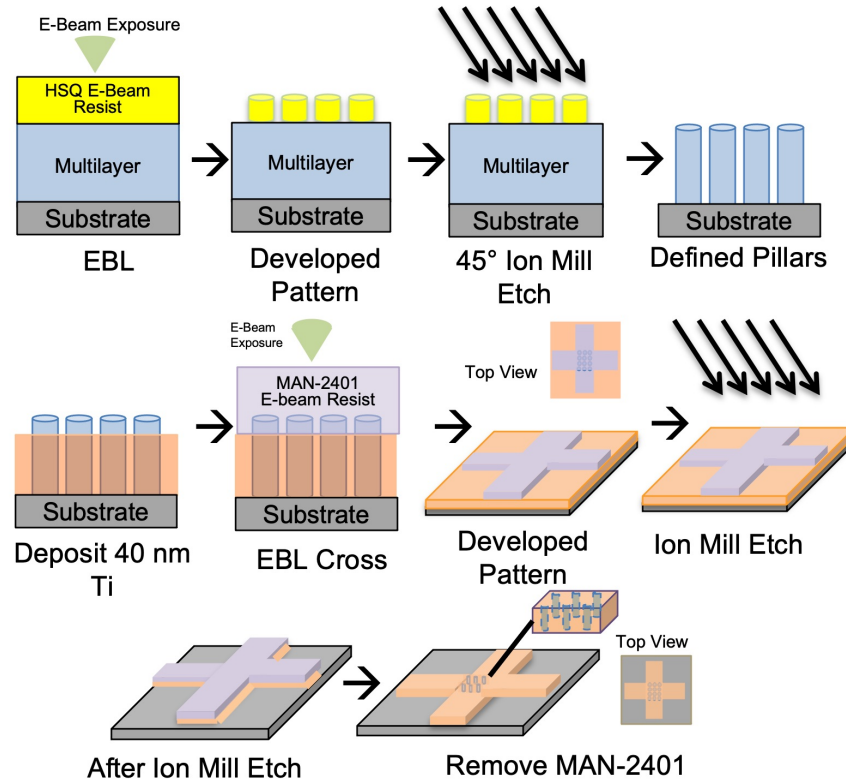 E-Beam Exposure
HSQ E-Beam
Resist
Multilayer
Substrate
EBL
Multilayer
Substrate
Developed
Pattern
Multilayer
Substrate
45° Ion Mill
Etch
Substrate
Defined Pillars
Substrate
Deposit 40 nm
Ti
E-Beam
Exposure
MAN-2401
E-beam Resist
Substrate
EBL Cross
Top View
Developed
Pattern
Ion Mill Etch
After Ion Mill Etch
Top View
Remove MAN-2401